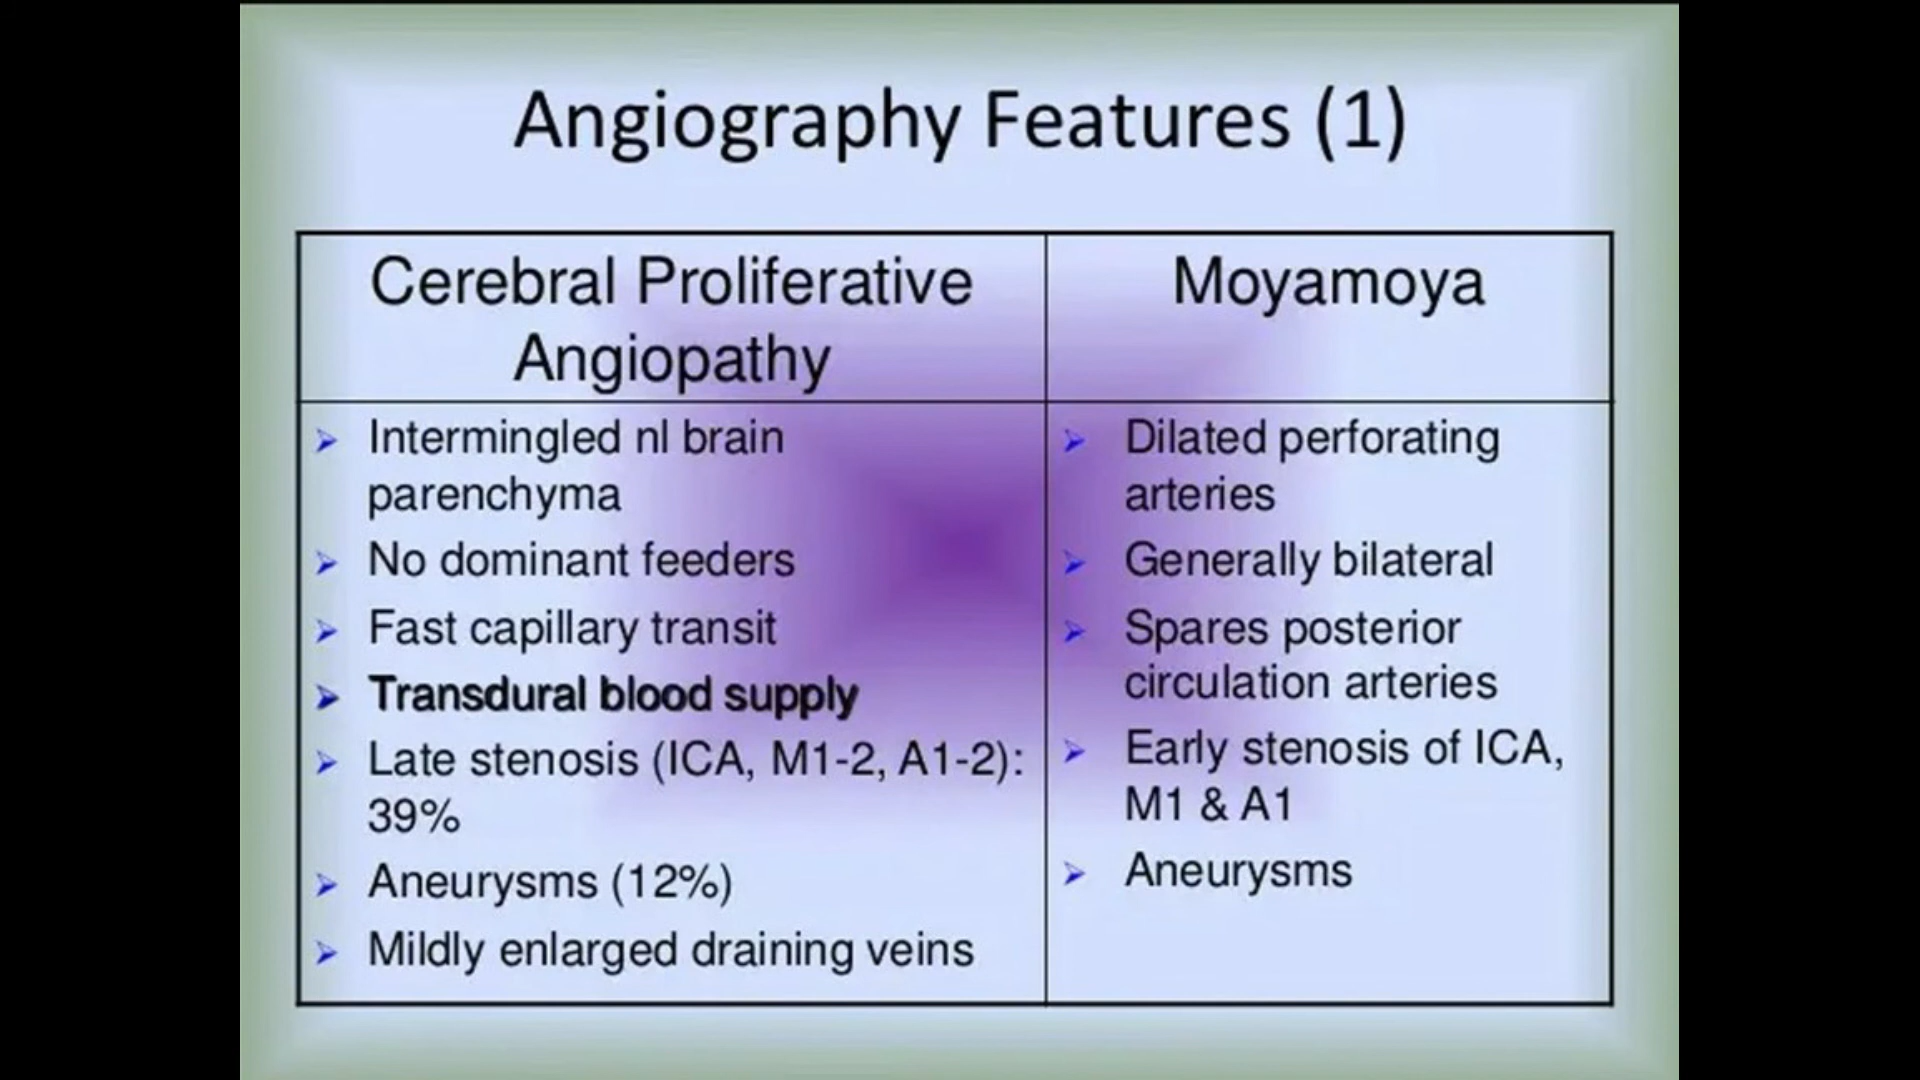 Angiography Features (1)
Cerebral Proliferative
Angiopathy
Intermingled nl brain
parenchyma
No dominant feeders
Fast capillary transit
Transdural blood supply
Late stenosis (ICA, M1-2, A1-2):
39%
Aneurysms (12%)
Mildly enlarged draining veins
Moyamoya
Dilated perforating
arteries
Generally bilateral
Spares posterior
circulation arteries
Early stenosis of ICA,
M1 & A1
Aneurysms